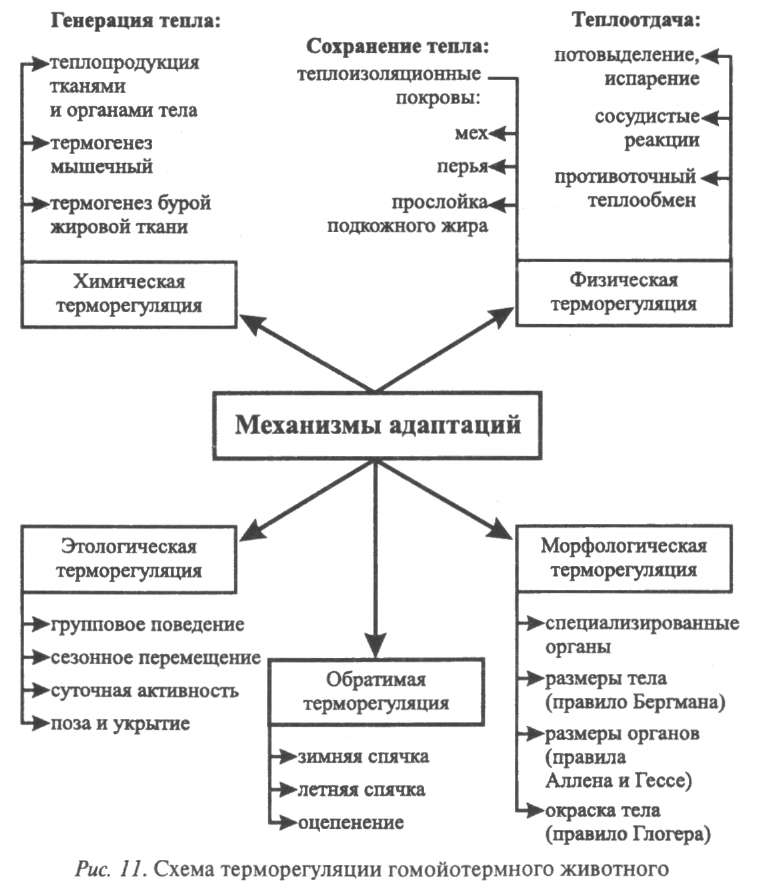 Генерация тепла:
теплопродукция
тканями
и органами тела
термогенез
мышечный
термогенез бурой
жировой ткани
Химическая
терморегуляция
Сохранение тепла:
теплоизоляционные
покровы:
мех
перья
прослойка
подкожного жира
Теплоотдача:
потовыделение,
испарение
сосудистые
реакции
противоточный
теплообмен
Физическая
терморегуляция
Механизмы адаптаций
Этологическая
терморегуляция
групповое поведение
сезонное перемещение
суточная активность
поза и укрытие
Обратимая
терморегуляция
зимняя спячка
летняя спячка
оцепенение
Морфологическая
терморегуляция
специализированные
органы
размеры тела
(правило Бергмана)
размеры органов
(правила
Аллена и Гессе)
окраска тела
(правило Глогера)
Рис. 11. Схема терморегуляции гомойотермного животного